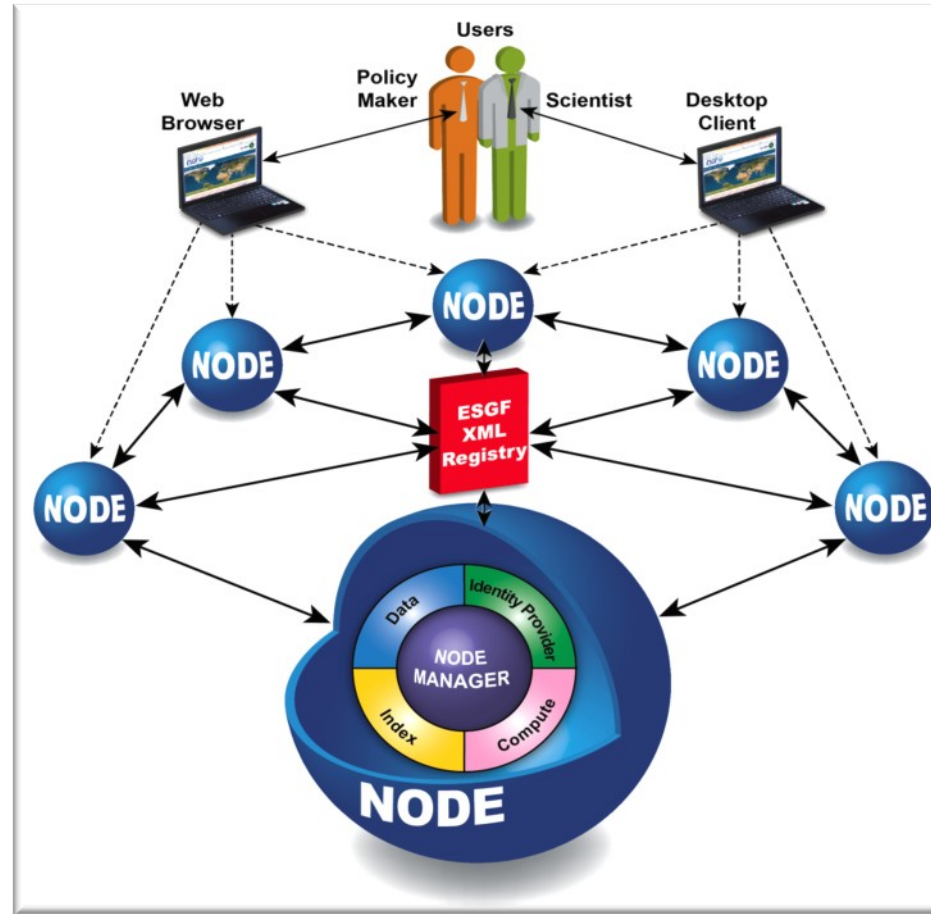 Users
Policy
Maker
Scientist
Web
Browser
Desktop
Client
NODE
NODE
NODE
ESGF
XML
Registry
NODE
NODE
Data
Identity Provider
NODE
MANAGER
Index
Compute
NODE